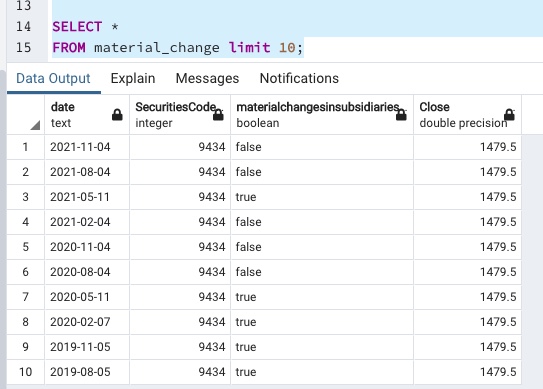 13
14 SELECT *
15 FROM material_change limit 10;
Data Output Explain Messages Notifications
date SecuritiesCode materialchangesinsubsidiaries Close
text integer boolean double precision
1 2021-11-04 9434 false 1479.5
2 2021-08-04 9434 false 1479.5
3 2021-05-11 9434 true 1479.5
4 2021-02-04 9434 false 1479.5
5 2020-11-04 9434 false 1479.5
6 2020-08-04 9434 false 1479.5
7 2020-05-11 9434 true 1479.5
8 2020-02-07 9434 true 1479.5
9 2019-11-05 9434 true 1479.5
10 2019-08-05 9434 true 1479.5